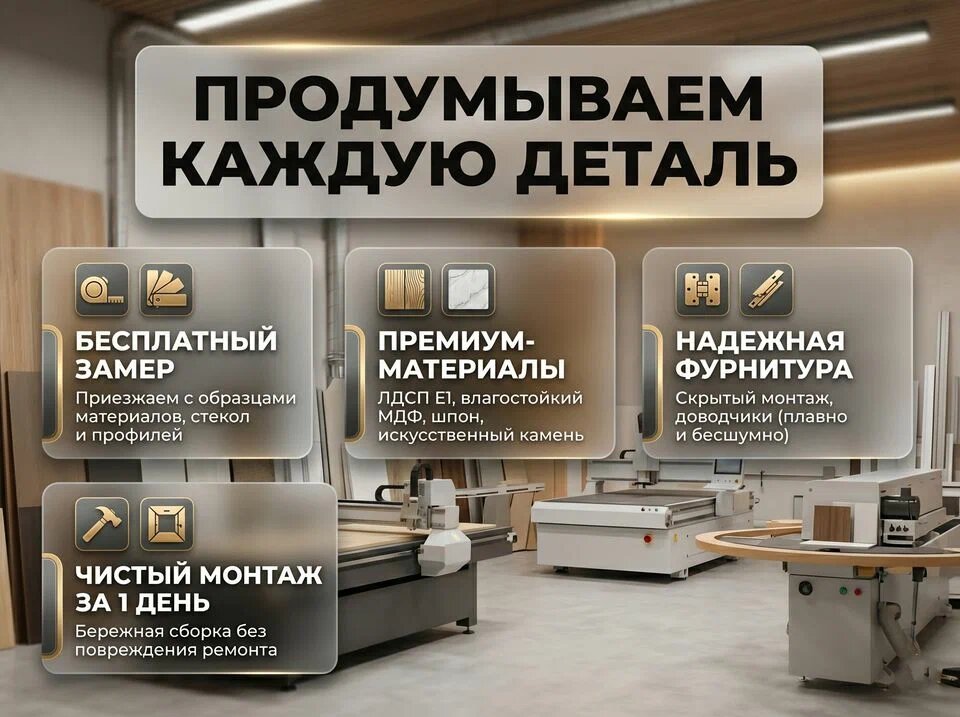 ПРОДУМЫВАЕМ
КАЖДУЮ ДЕТАЛЬ
БЕСПЛАТНЫЙ
ЗАМЕР
Приезжаем с образцами
материалов, стекол
и профилей
ПРЕМИУМ-
МАТЕРИАЛЫ
ЛДСП Е1, влагостойкий
МДФ, шпон,
искусственный камень
НАДЕЖНАЯ
ФУРНИТУРА
Скрытый монтаж,
доводчики (плавно
и бесшумно)
ЧИСТЫЙ МОНТАЖ
ЗА 1 ДЕНЬ
Бережная сборка без
повреждения ремонта